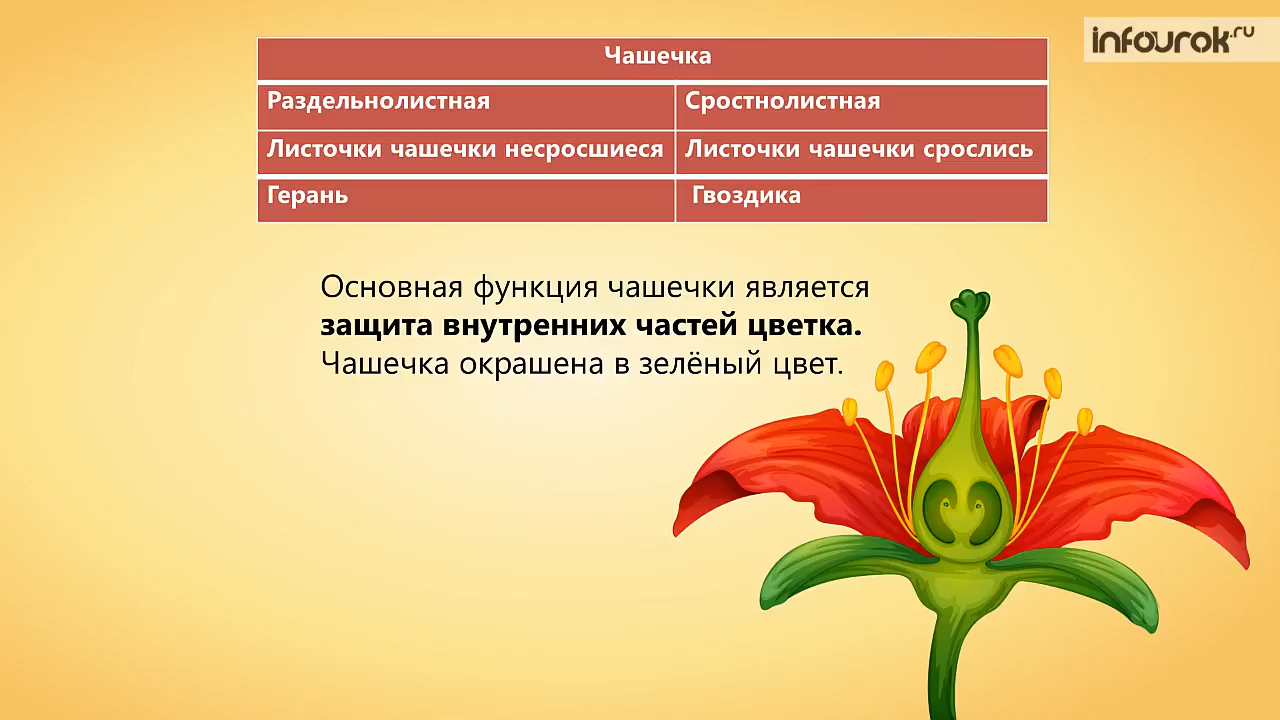 infourok.ru
Чашечка
Раздельнолистная Сростнолистная
Листочки чашечки несросшиеся Листочки чашечки срослись
Герань Гвоздика
Основная функция чашечки является
защита внутренних частей цветка.
Чашечка окрашена в зелёный цвет.